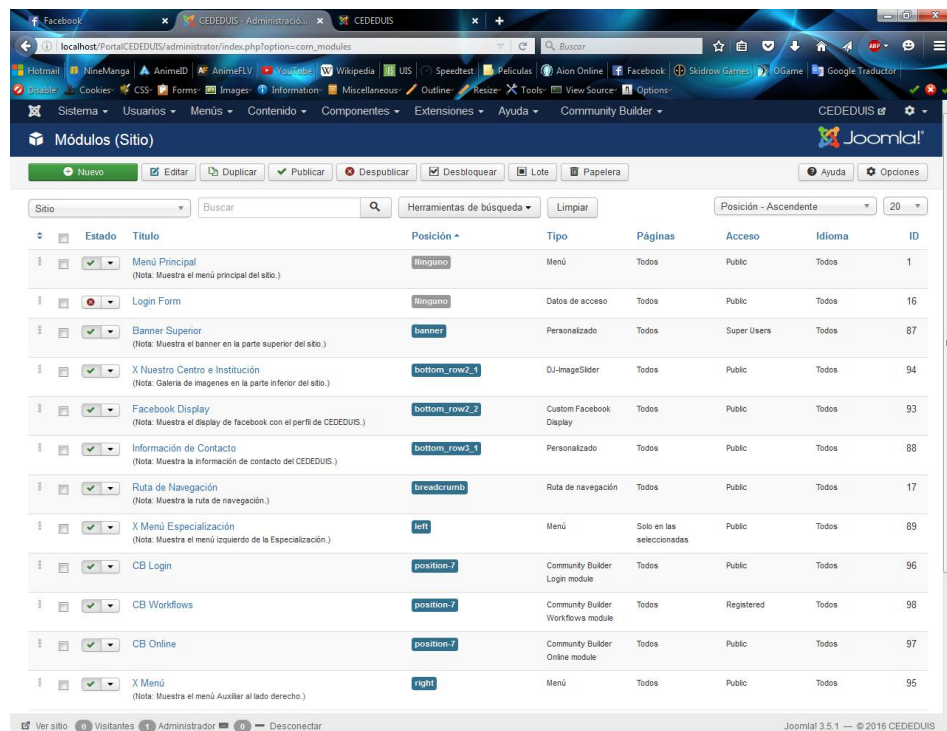 Facebook
CEDEDUIS - Administració...
CEDEDUIS
localhost/PortalCEDEDUIS/administrator/index.php?option=com_modules
Buscar
ABP
Hotmail NineManga AnimeID AnimeFLV YouTube Wikipedia UIS Speedtest Peliculas Aion Online Facebook Skidrow Games OGame Google Traductor
Disable Cookies CSS Forms Images Information Miscellaneous Outline Resize Tools View Source Options
Sistema Usuarios Menús Contenido Componentes Extensiones Ayuda Community Builder CEDEDUIS
Módulos (Sitio) Joomla!
Nuevo Editar Duplicar Publicar Despublicar Desbloquear Lote Papelera Ayuda Opciones
Sitio Buscar Herramientas de búsqueda Limpiar Posición - Ascendente 20
Estado Título Posición Tipo Páginas Acceso Idioma ID
Menú Principal Ninguno Menú Todos Public Todos 1
(Nota: Muestra el menú principal del sitio.)
Login Form Ninguno Datos de acceso Todos Public Todos 16
Banner Superior banner Personalizado Todos Super Users Todos 87
(Nota: Muestra el banner en la parte superior del sitio.)
X Nuestro Centro e Institución bottom_row2_1 DJ-ImageSlider Todos Public Todos 94
(Nota: Galeria de imagenes en la parte inferior del sitio.)
Facebook Display bottom_row2_2 Custom Facebook Todos Public Todos 93
(Nota: Muestra el display de facebook con el perfil de CEDEDUIS.) Display
Información de Contacto bottom_row3_1 Personalizado Todos Public Todos 88
(Nota: Muestra la información de contacto del CEDEDUIS.)
Ruta de Navegación breadcrumb Ruta de navegación Todos Public Todos 17
(Nota: Muestra la ruta de navegación.)
X Menú Especialización left Menú Solo en las Public Todos 89
(Nota: Muestra el menú izquierdo de la Especialización.) seleccionadas
CB Login position-7 Community Builder Todos Public Todos 96
Login module
CB Workflows position-7 Community Builder Todos Registered Todos 98
Workflows module
CB Online position-7 Community Builder Todos Public Todos 97
Online module
X Menú right Menú Todos Public Todos 95
(Nota: Muestra el menú Auxiliar al lado derecho.)
Ver sitio 0 Visitantes 1 Administrador 0 Desconectar Joomla! 3.5.1 — © 2016 CEDEDUIS